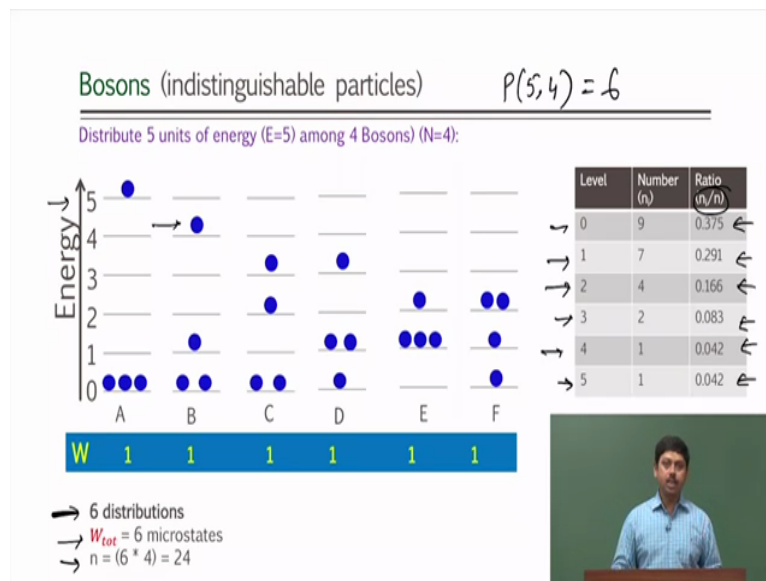 Bosons (indistinguishable particles) P(5,4) = 6
Distribute 5 units of energy (E=5) among 4 Bosons) (N=4):
Energy
5
4
3
2
1
0
A B C D E F
W 1 1 1 1 1 1
Level Number (nᵢ) Ratio (nᵢ/n)
0 9 0.375
1 7 0.291
2 4 0.166
3 2 0.083
4 1 0.042
5 1 0.042
6 distributions
Wtot = 6 microstates
n = (6 * 4) = 24